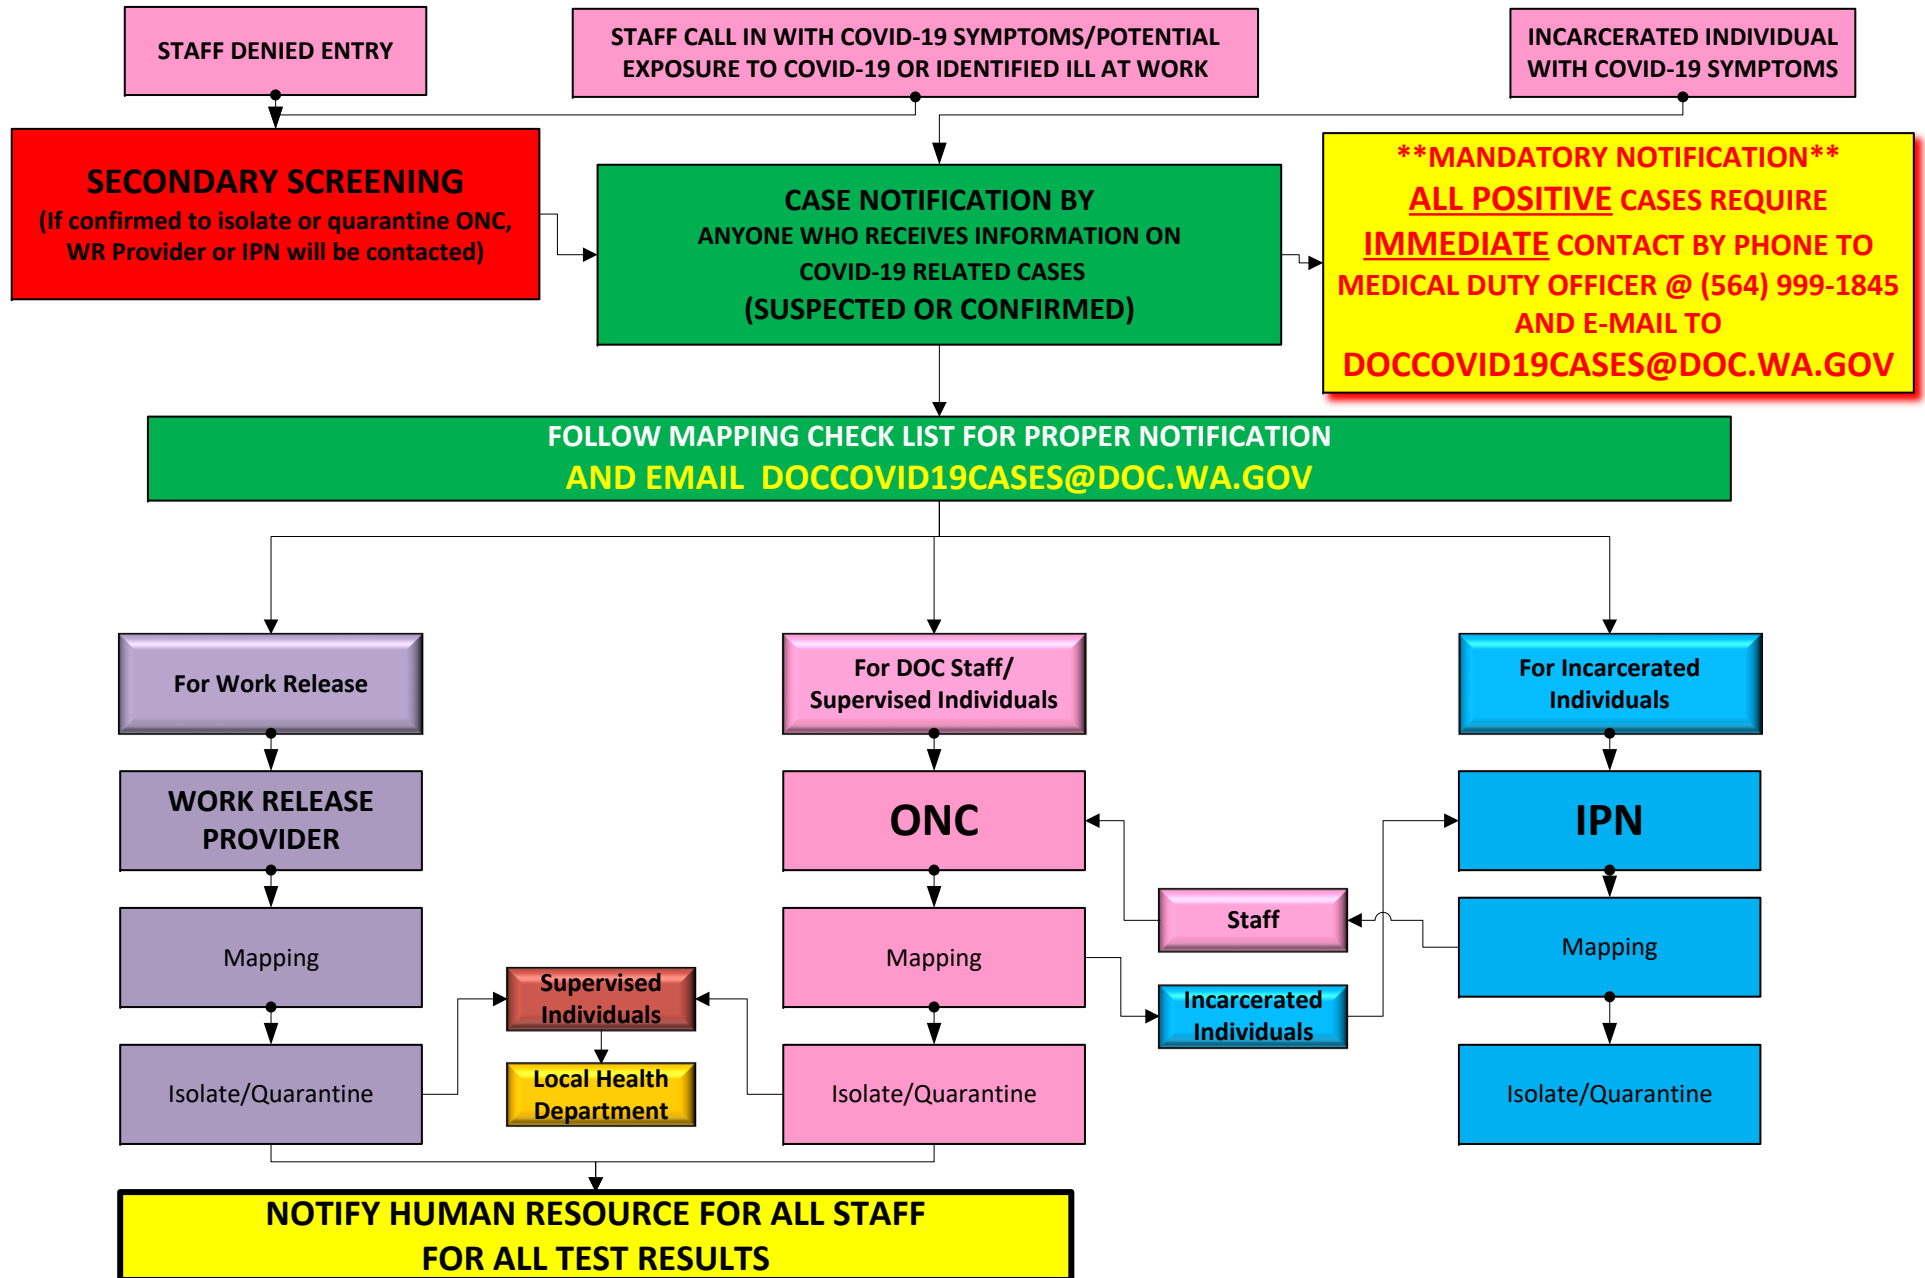 STAFF DENIED ENTRY
STAFF CALL IN WITH COVID-19 SYMPTOMS/POTENTIAL
EXPOSURE TO COVID-19 OR IDENTIFIED ILL AT WORK
INCARCERATED INDIVIDUAL
WITH COVID-19 SYMPTOMS
SECONDARY SCREENING
(If confirmed to isolate or quarantine ONC,
WR Provider or IPN will be contacted)
CASE NOTIFICATION BY
ANYONE WHO RECEIVES INFORMATION ON
COVID-19 RELATED CASES
(SUSPECTED OR CONFIRMED)
**MANDATORY NOTIFICATION**
ALL POSITIVE CASES REQUIRE
IMMEDIATE CONTACT BY PHONE TO
MEDICAL DUTY OFFICER @ (564) 999-1845
AND E-MAIL TO
DOCCOVID19CASES@DOC.WA.GOV
FOLLOW MAPPING CHECK LIST FOR PROPER NOTIFICATION
AND EMAIL DOCCOVID19CASES@DOC.WA.GOV
For Work Release
For DOC Staff/
Supervised Individuals
For Incarcerated
Individuals
WORK RELEASE
PROVIDER
ONC
IPN
Staff
Mapping
Mapping
Mapping
Supervised
Individuals
Incarcerated
Individuals
Isolate/Quarantine
Local Health
Department
Isolate/Quarantine
Isolate/Quarantine
NOTIFY HUMAN RESOURCE FOR ALL STAFF
FOR ALL TEST RESULTS